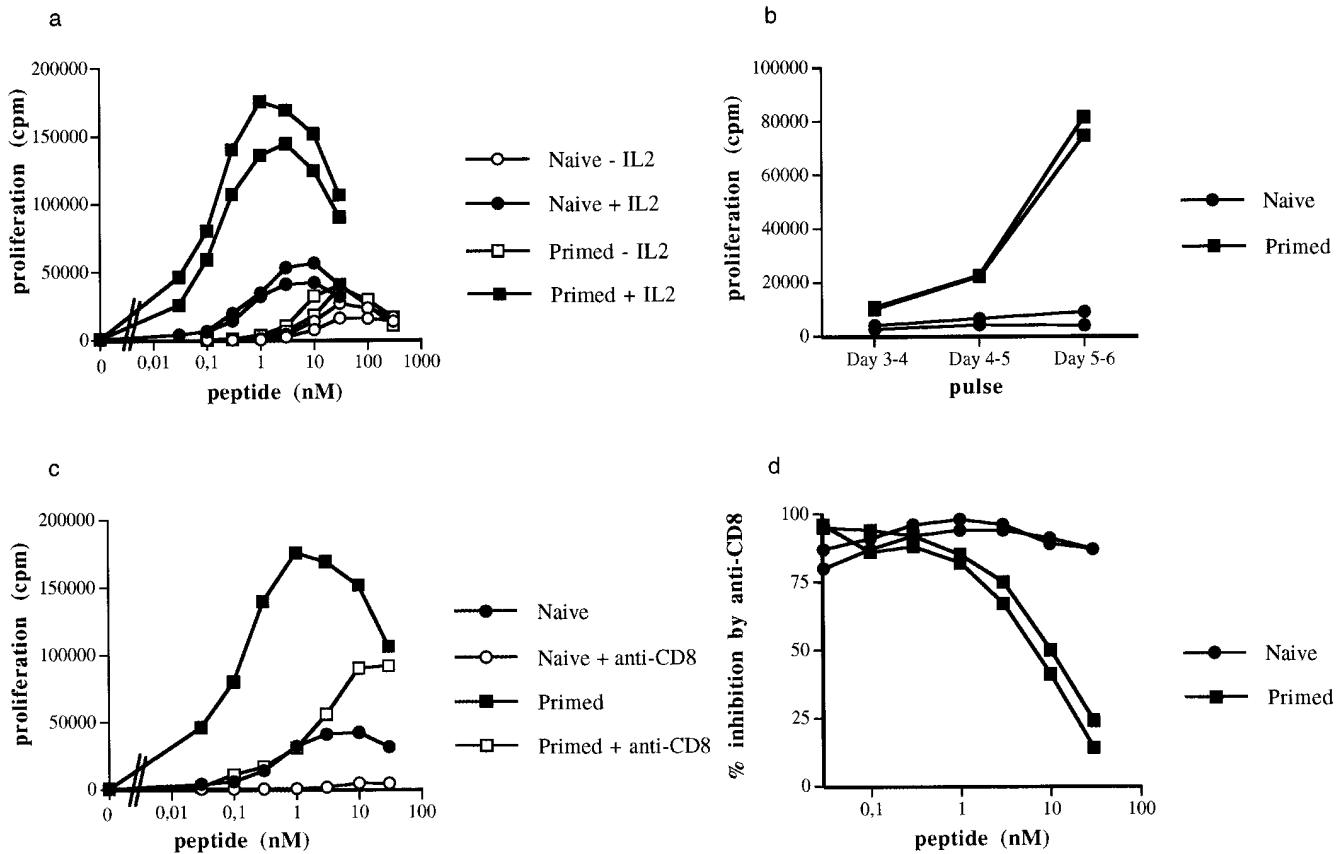 a
200000
150000
100000
50000
0
proliferation (cpm)
0 0,01 0,1 1 10 100 1000
peptide (nM)
Naive - IL2
Naive + IL2
Primed - IL2
Primed + IL2
b
100000
80000
60000
40000
20000
0
proliferation (cpm)
Day 3-4 Day 4-5 Day 5-6
pulse
Naive
Primed
c
200000
150000
100000
50000
0
proliferation (cpm)
0 0,01 0,1 1 10 100
peptide (nM)
Naive
Naive + anti-CD8
Primed
Primed + anti-CD8
d
100
75
50
25
0
% inhibition by anti-CD8
0,1 1 10 100
peptide (nM)
Naive
Primed